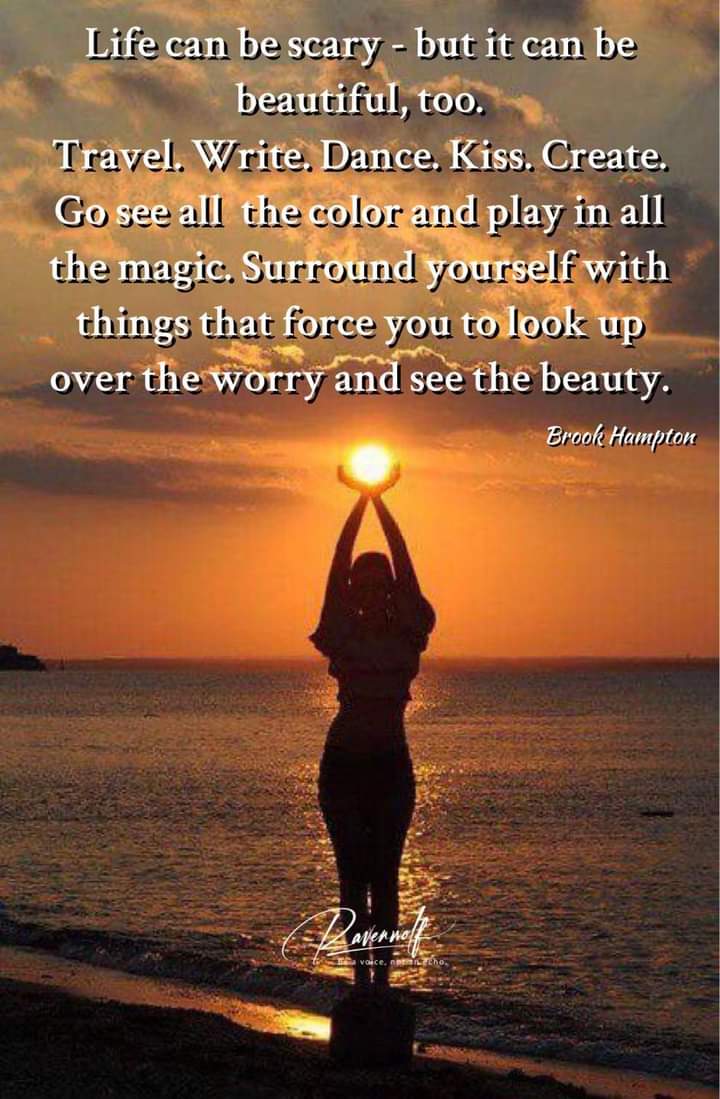 Life can be scary - but it can be
beautiful, too.
Travel. Write. Dance. Kiss. Create.
Go see all the color and play in all
the magic. Surround yourself with
things that force you to look up
over the worry and see the beauty.
Brook Hampton
Ravenwolf
Be a voice, not an echo.